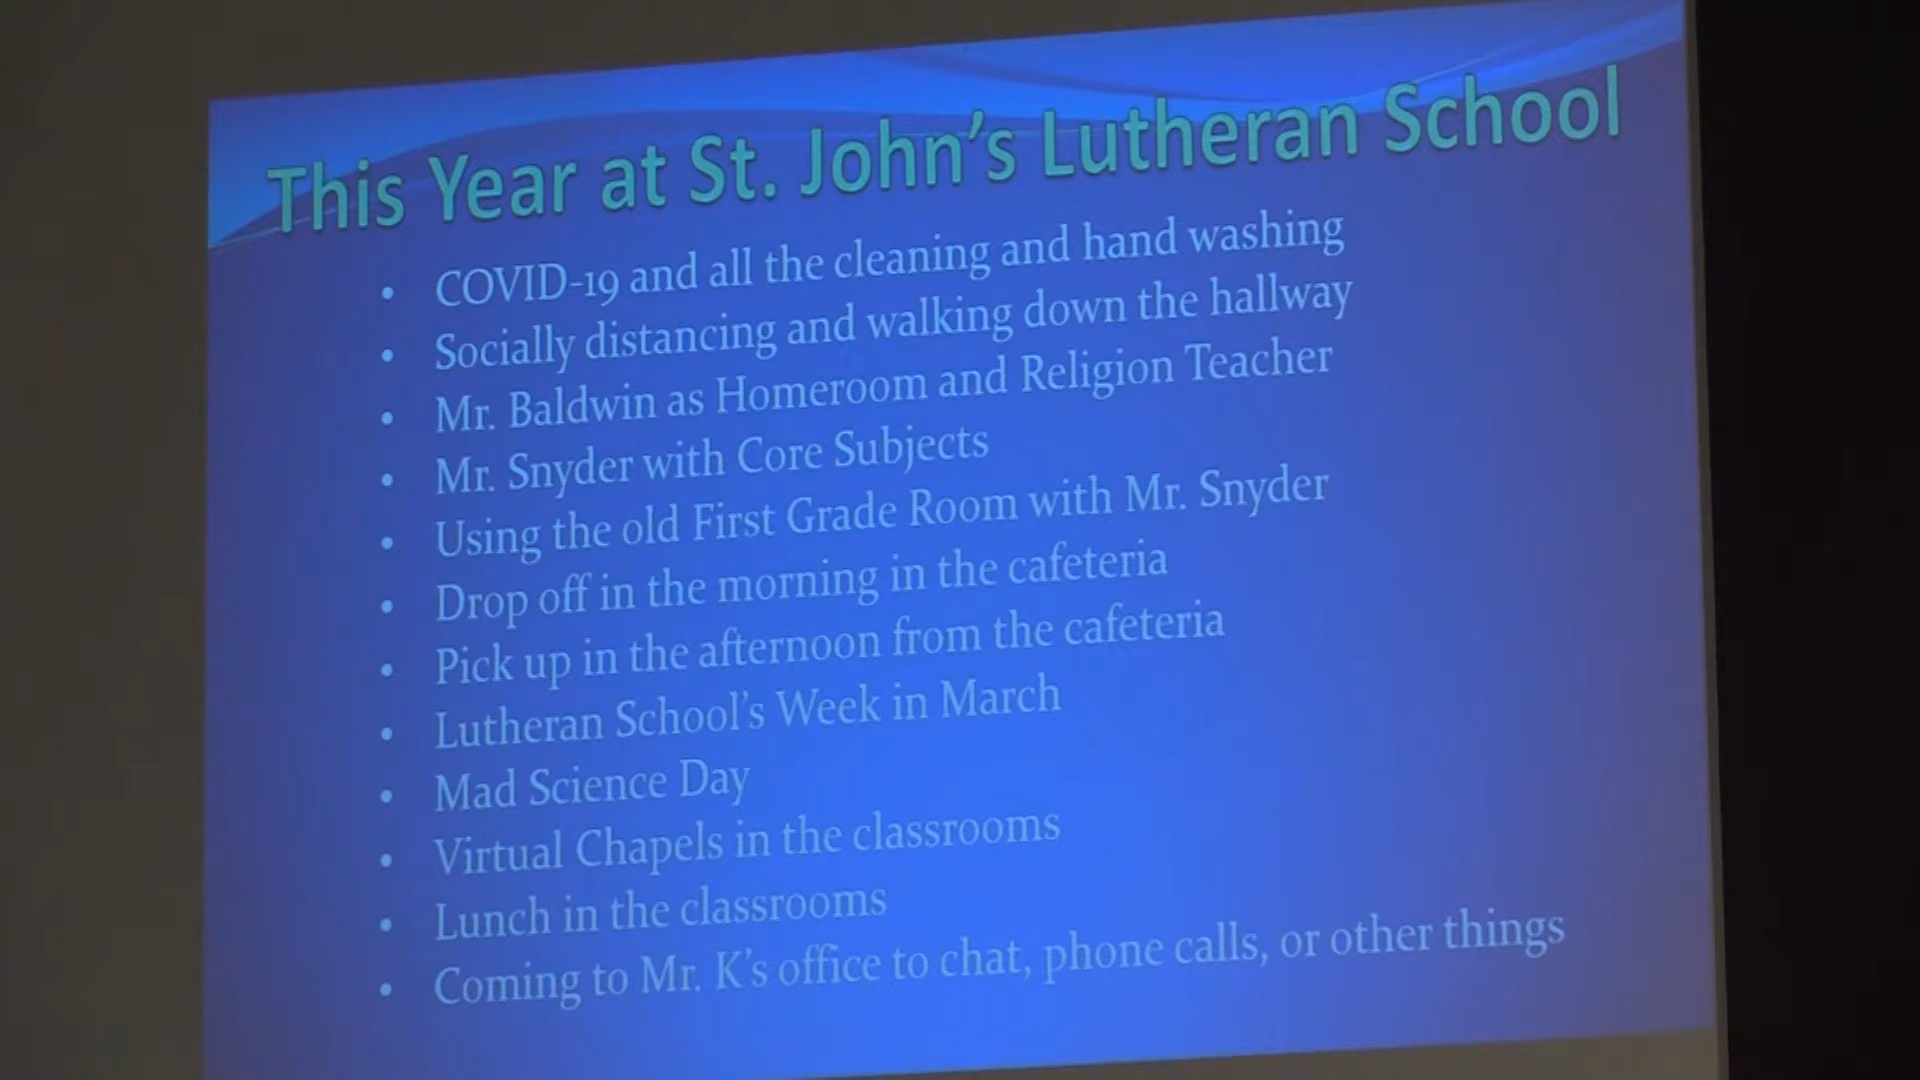 This Year at St. John's Lutheran School
• COVID-19 and all the cleaning and hand washing
• Socially distancing and walking down the hallway
• Mr. Baldwin as Homeroom and Religion Teacher
• Mr. Snyder with Core Subjects
• Using the old First Grade Room with Mr. Snyder
• Drop off in the morning in the cafeteria
• Pick up in the afternoon from the cafeteria
• Lutheran School's Week in March
• Mad Science Day
• Virtual Chapels in the classrooms
• Lunch in the classrooms
• Coming to Mr. K's office to chat, phone calls, or other things